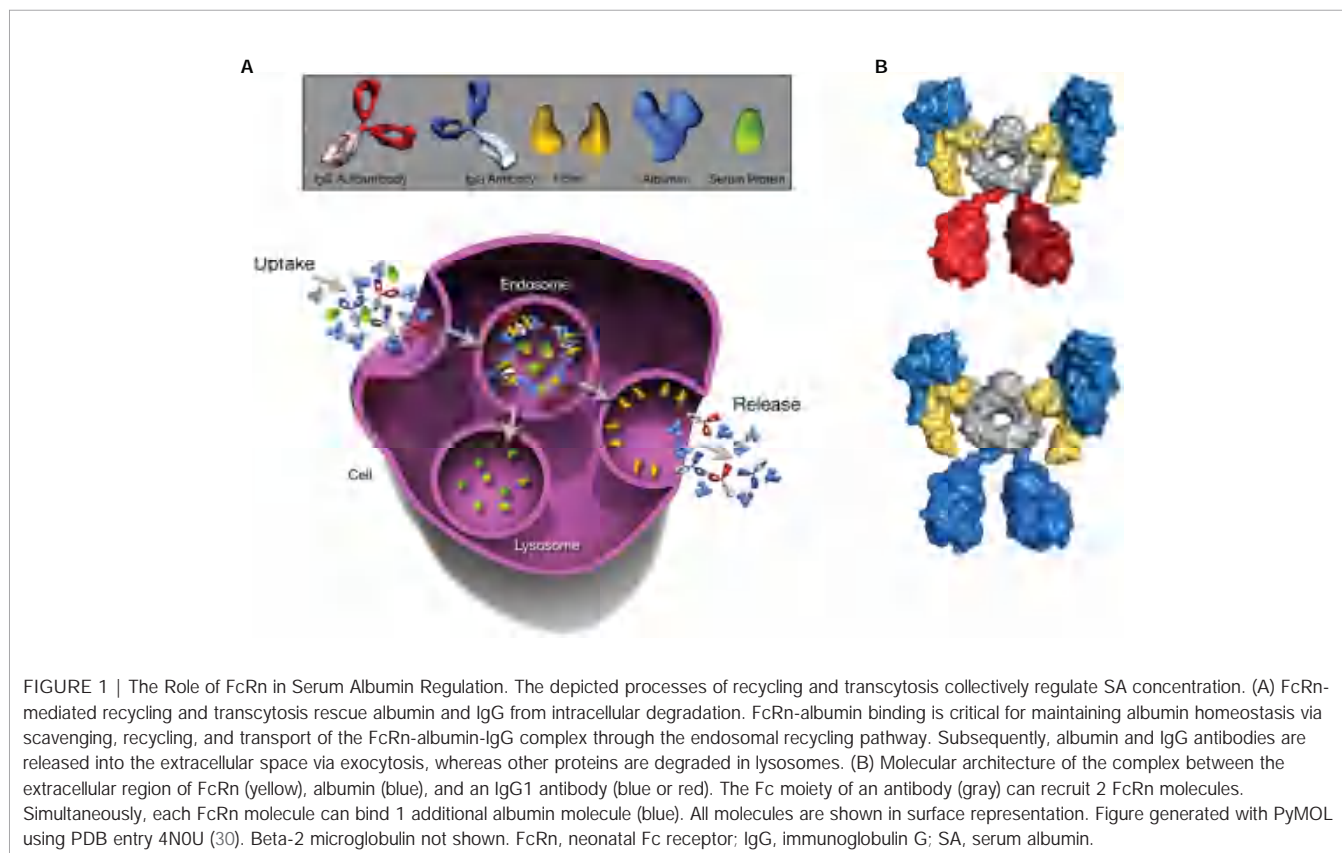 A
B
IgG Autoantibody
IgG Antibody
FcRn
Albumin
Serum Protein
Uptake
Endosome
Release
Cell
Lysosome
FIGURE 1 | The Role of FcRn in Serum Albumin Regulation. The depicted processes of recycling and transcytosis collectively regulate SA concentration. (A) FcRn-
mediated recycling and transcytosis rescue albumin and IgG from intracellular degradation. FcRn-albumin binding is critical for maintaining albumin homeostasis via
scavenging, recycling, and transport of the FcRn-albumin-IgG complex through the endosomal recycling pathway. Subsequently, albumin and IgG antibodies are
released into the extracellular space via exocytosis, whereas other proteins are degraded in lysosomes. (B) Molecular architecture of the complex between the
extracellular region of FcRn (yellow), albumin (blue), and an IgG1 antibody (blue or red). The Fc moiety of an antibody (gray) can recruit 2 FcRn molecules.
Simultaneously, each FcRn molecule can bind 1 additional albumin molecule (blue). All molecules are shown in surface representation. Figure generated with PyMOL
using PDB entry 4N0U (30). Beta-2 microglobulin not shown. FcRn, neonatal Fc receptor; IgG, immunoglobulin G; SA, serum albumin.